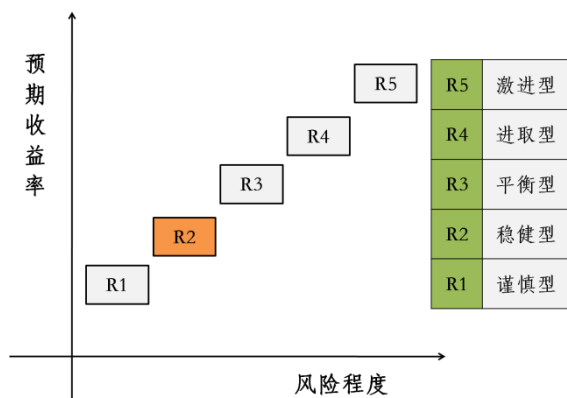 预期收益率
R5
R4
R3
R2
R1
风险程度
R5 激进型
R4 进取型
R3 平衡型
R2 稳健型
R1 谨慎型